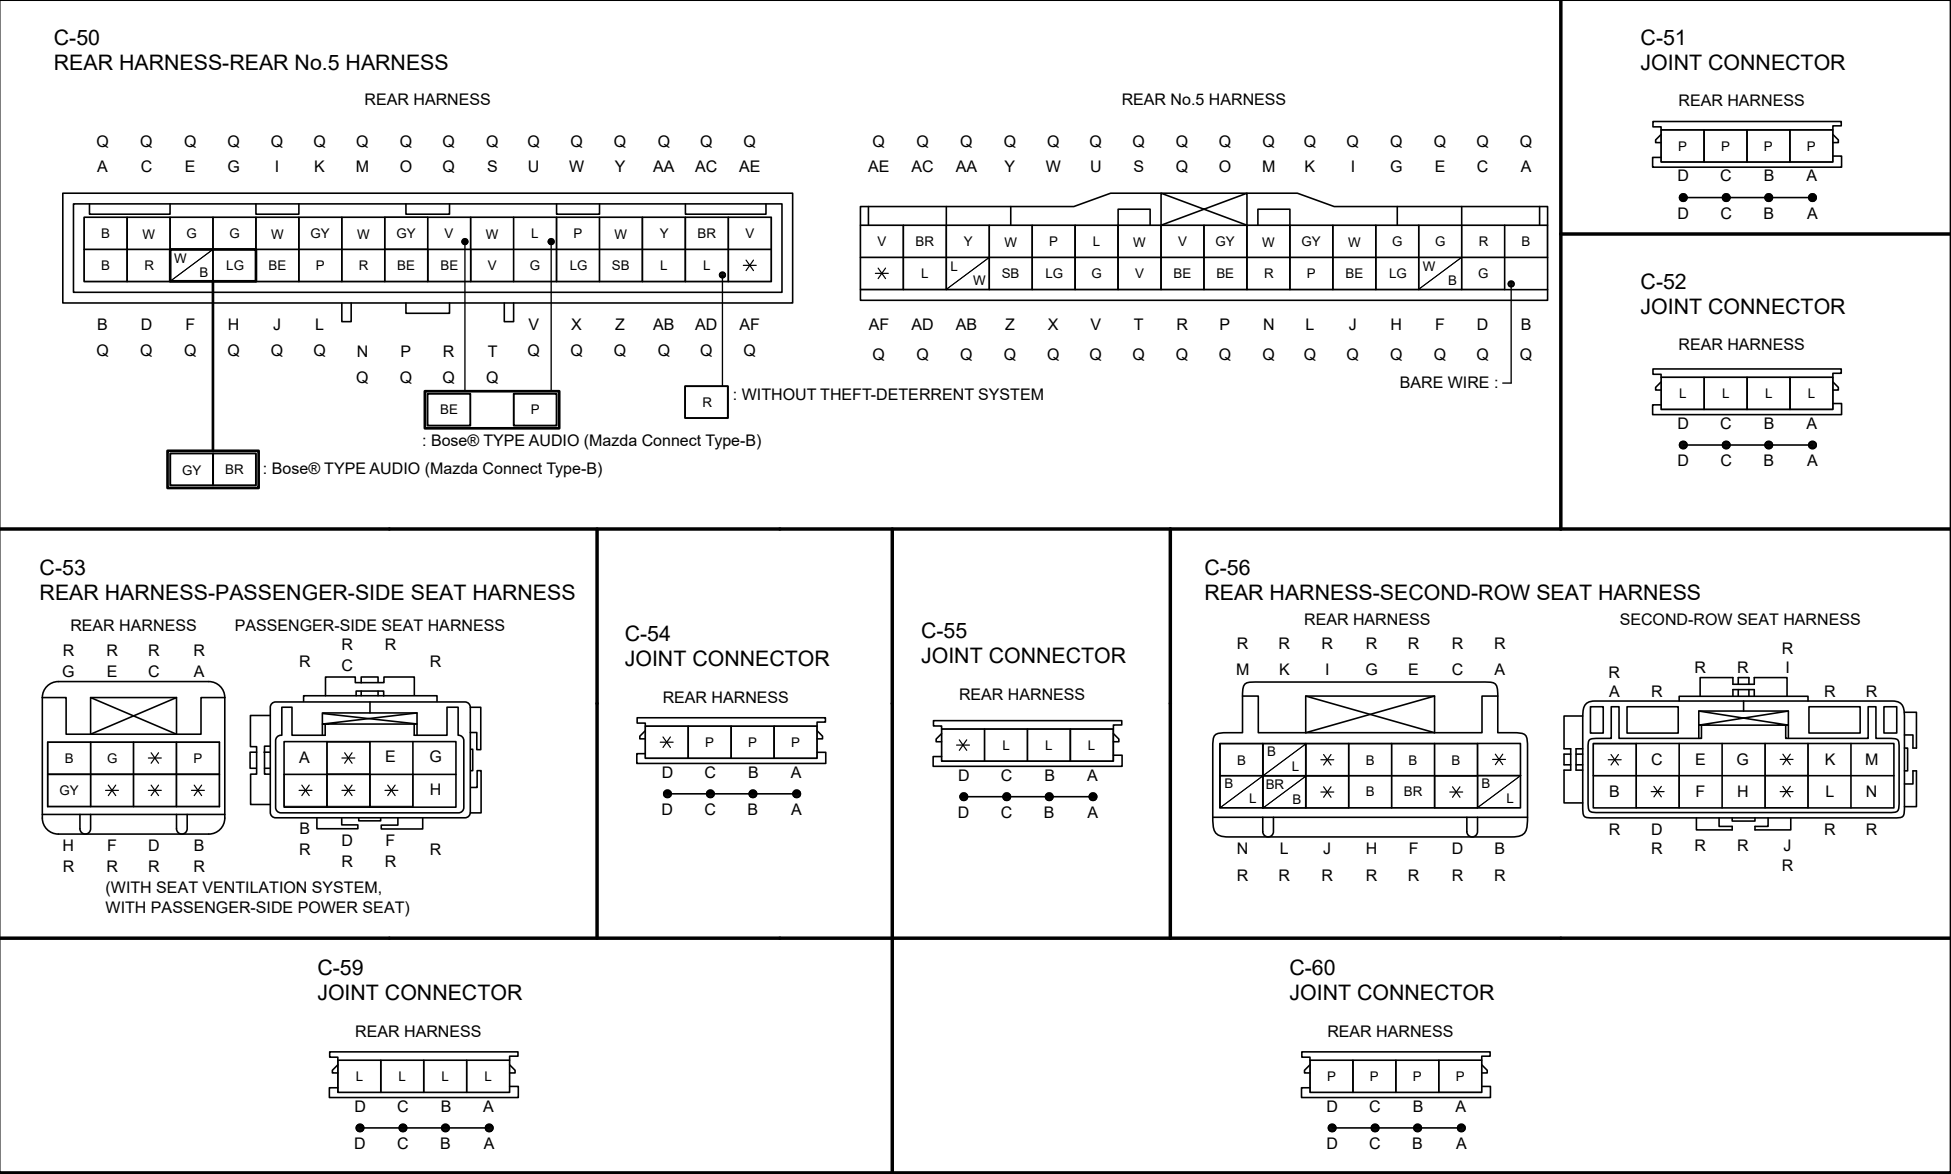 C-50
REAR HARNESS-REAR No.5 HARNESS
REAR HARNESS
Q Q Q Q Q Q Q Q Q Q Q Q Q Q Q Q
A C E G I K M O Q S U W Y AA AC AE
B W G G W GY W GY V W L P W Y BR V
B R W B LG BE P R BE BE V G LG SB L L *
B D F H J L V X Z AB AD AF
Q Q Q Q Q Q N P R T Q Q Q Q Q Q
Q Q Q Q
BE P
: Bose® TYPE AUDIO (Mazda Connect Type-B)
R : WITHOUT THEFT-DETERRENT SYSTEM
GY BR : Bose® TYPE AUDIO (Mazda Connect Type-B)
REAR No.5 HARNESS
Q Q Q Q Q Q Q Q Q Q Q Q Q Q Q Q
AE AC AA Y W U S Q O M K I G E C A
V BR Y W P L W V GY W GY W G G R B
* L L W SB LG G V BE BE R P BE LG W B G
AF AD AB Z X V T R P N L J H F D B
Q Q Q Q Q Q Q Q Q Q Q Q Q Q Q Q
BARE WIRE :
C-51
JOINT CONNECTOR
REAR HARNESS
P P P P
D C B A
D C B A
C-52
JOINT CONNECTOR
REAR HARNESS
L L L L
D C B A
D C B A
C-53
REAR HARNESS-PASSENGER-SIDE SEAT HARNESS
REAR HARNESS
R R R R
G E C A
B G * P
GY * * *
H F D B
R R R R
PASSENGER-SIDE SEAT HARNESS
R R
R C R
A * E G
* * * H
B D F R
R R R
(WITH SEAT VENTILATION SYSTEM,
WITH PASSENGER-SIDE POWER SEAT)
C-54
JOINT CONNECTOR
REAR HARNESS
* P P P
D C B A
D C B A
C-55
JOINT CONNECTOR
REAR HARNESS
* L L L
D C B A
D C B A
C-56
REAR HARNESS-SECOND-ROW SEAT HARNESS
REAR HARNESS
R R R R R R R
M K I G E C A
B B L * B B B *
B L BR B * B BR * B L
N L J H F D B
R R R R R R R
SECOND-ROW SEAT HARNESS
R
R R R I
A R R R
* C E G * K M
B * F H * L N
R D R R J R R
R R
C-59
JOINT CONNECTOR
REAR HARNESS
L L L L
D C B A
D C B A
C-60
JOINT CONNECTOR
REAR HARNESS
P P P P
D C B A
D C B A